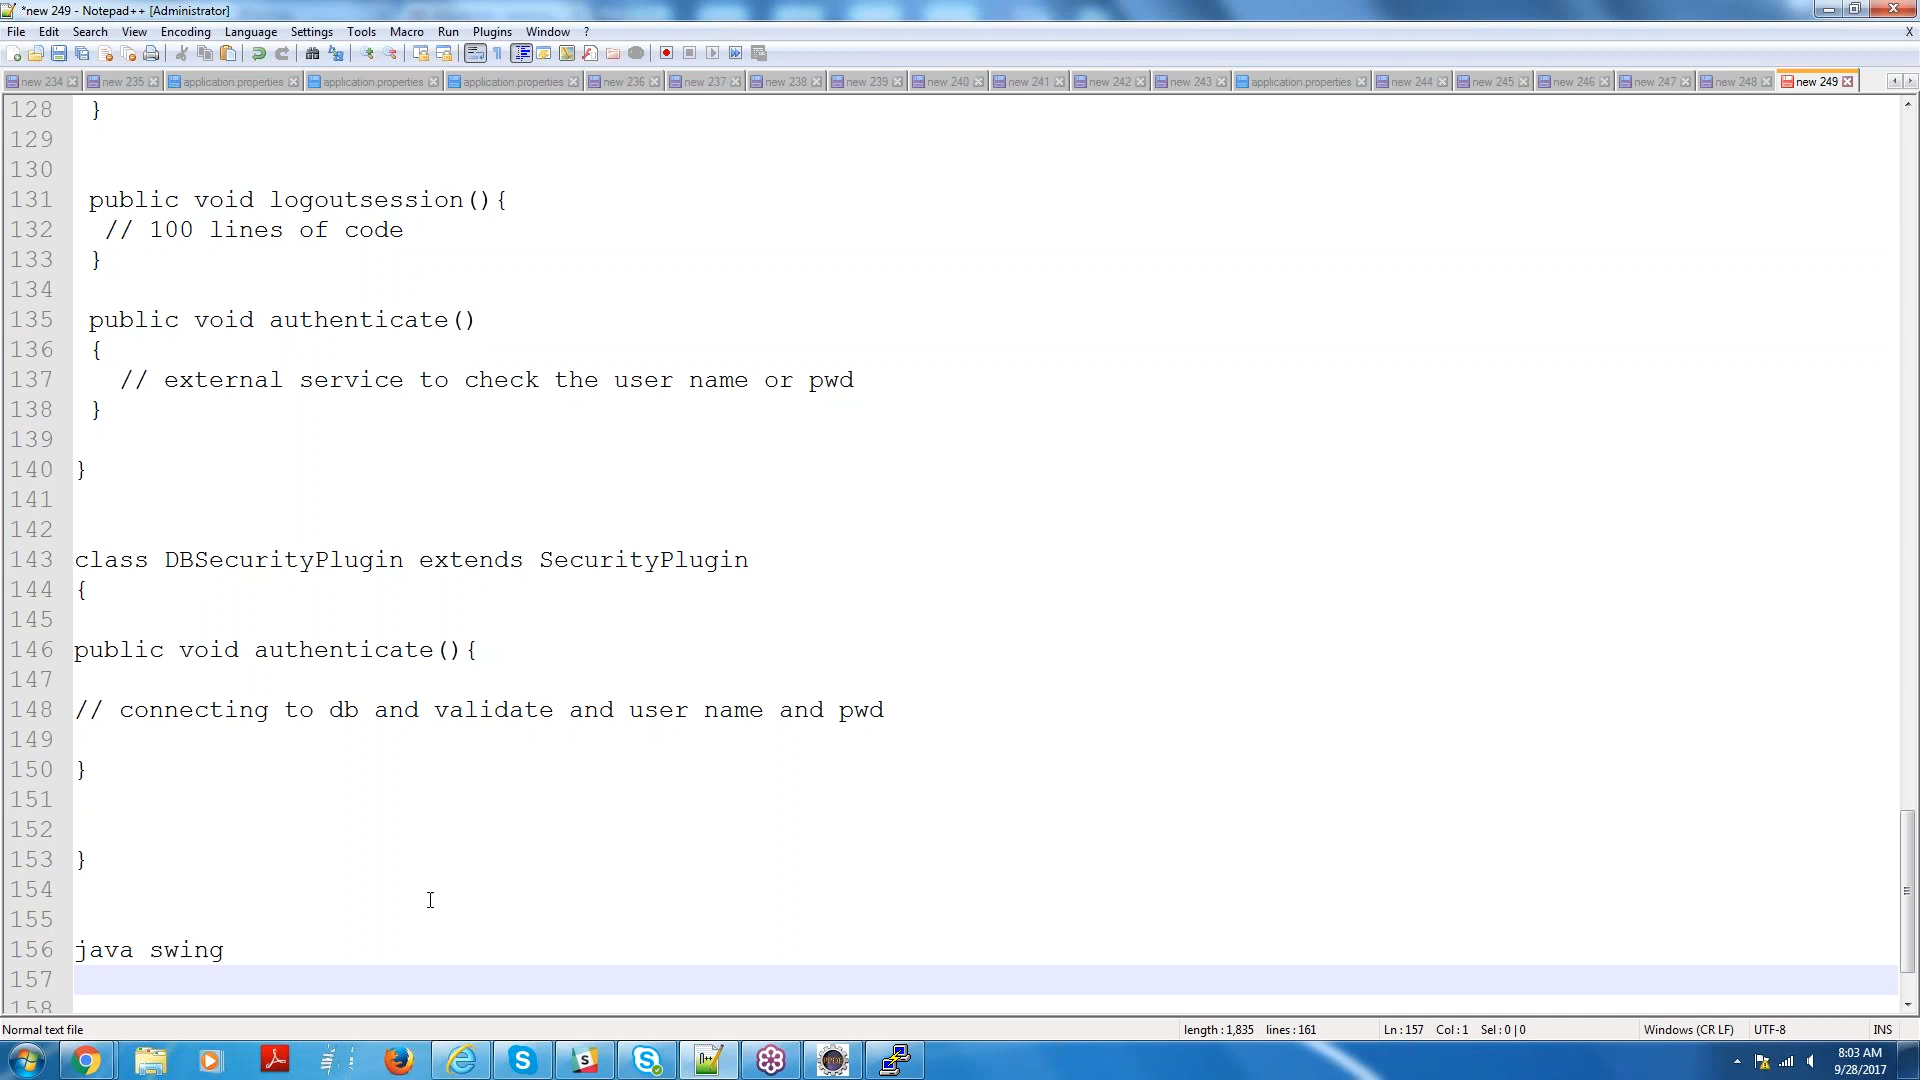 *new 249 - Notepad++ [Administrator]
File Edit Search View Encoding Language Settings Tools Macro Run Plugins Window ? X
new 234 new 235 application.properties application.properties application.properties new 236 new 237 new 238 new 239 new 240 new 241 new 242 new 243 application.properties new 244 new 245 new 246 new 247 new 248 new 249
128 }
129
130
131 public void logoutsession(){
132 // 100 lines of code
133 }
134
135 public void authenticate()
136 {
137 // external service to check the user name or pwd
138 }
139
140 }
141
142
143 class DBSecurityPlugin extends SecurityPlugin
144 {
145
146 public void authenticate(){
147
148 // connecting to db and validate and user name and pwd
149
150 }
151
152
153 }
154
155
156 java swing
157
158
Normal text file length : 1,835 lines : 161 Ln : 157 Col : 1 Sel : 0 | 0 Windows (CR LF) UTF-8 INS
8:03 AM
9/28/2017